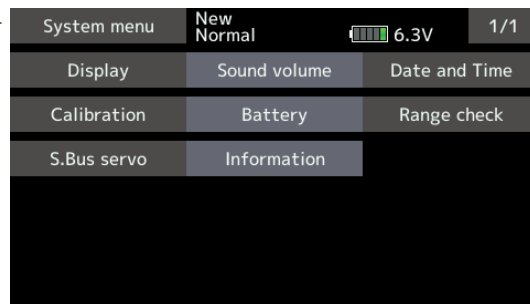 System menu
New
Normal
6.3V
1/1
Display
Sound volume
Date and Time
Calibration
Battery
Range check
S.Bus servo
Information